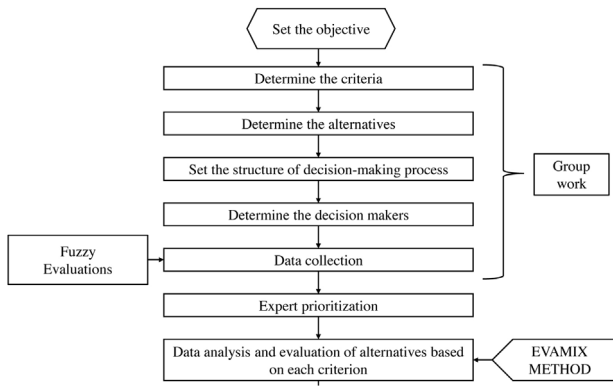 Set the objective
Determine the criteria
Determine the alternatives
Set the structure of decision-making process
Group
work
Determine the decision makers
Fuzzy
Evaluations
Data collection
Expert prioritization
Data analysis and evaluation of alternatives based
on each criterion
EVAMIX
METHOD